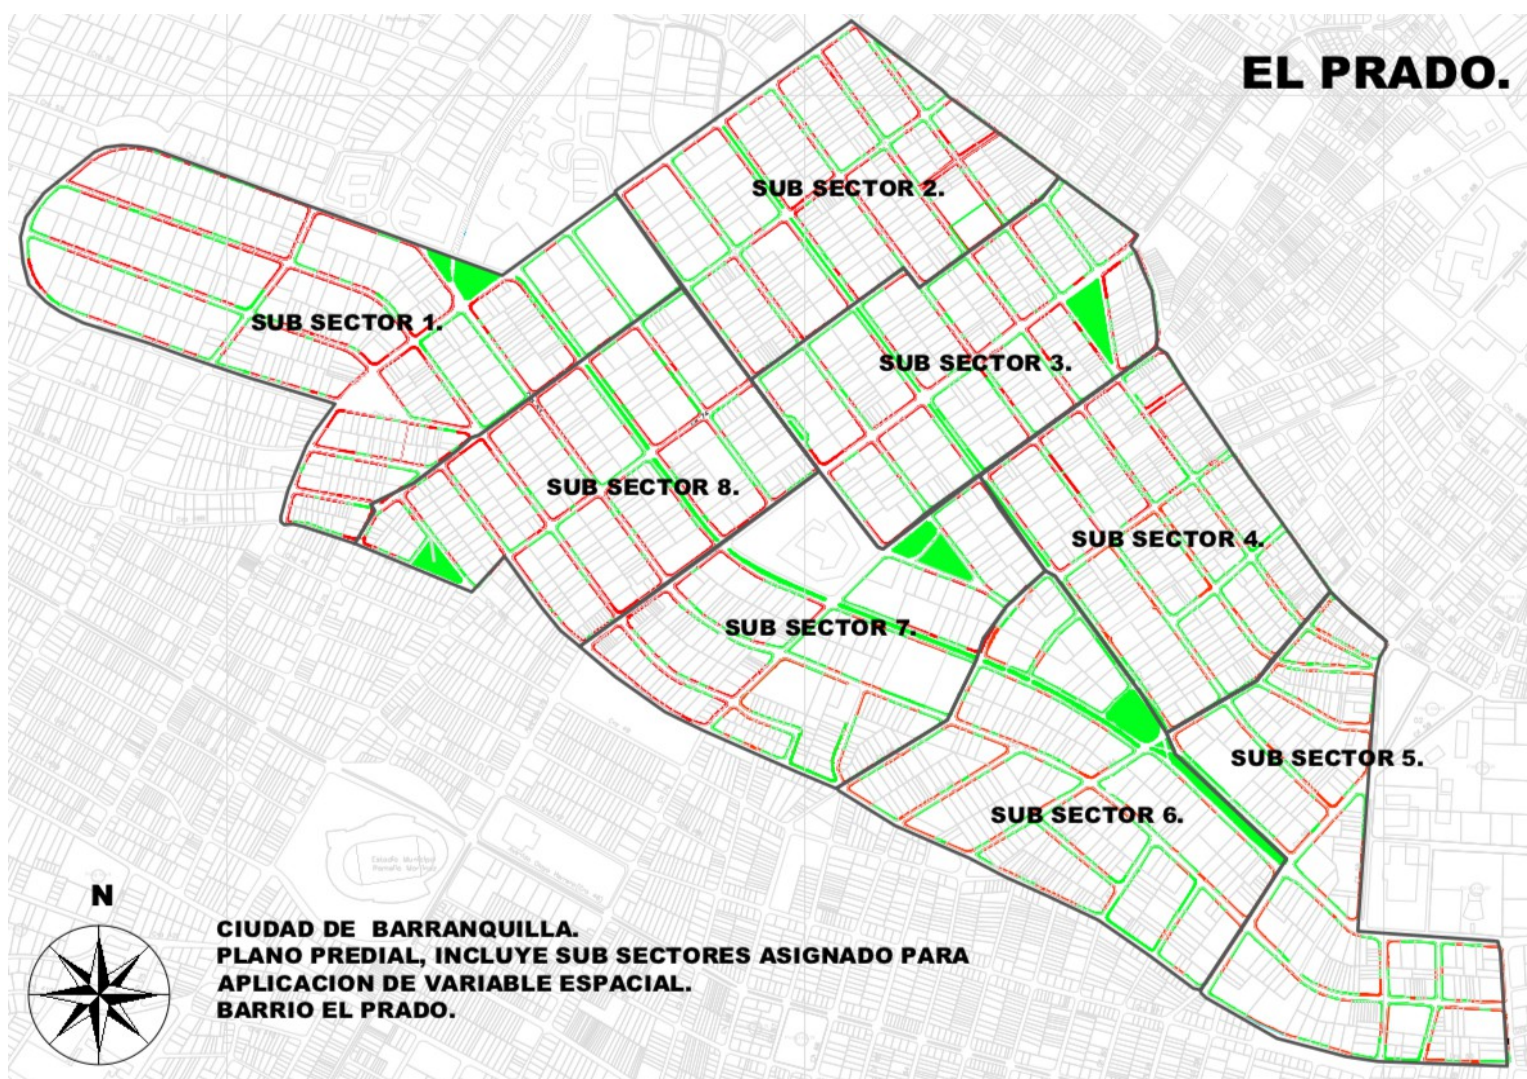 EL PRADO.
SUB SECTOR 2.
SUB SECTOR 1.
SUB SECTOR 3.
SUB SECTOR 8.
SUB SECTOR 4.
SUB SECTOR 7.
SUB SECTOR 5.
SUB SECTOR 6.
N
CIUDAD DE BARRANQUILLA.
PLANO PREDIAL, INCLUYE SUB SECTORES ASIGNADO PARA
APLICACION DE VARIABLE ESPACIAL.
BARRIO EL PRADO.